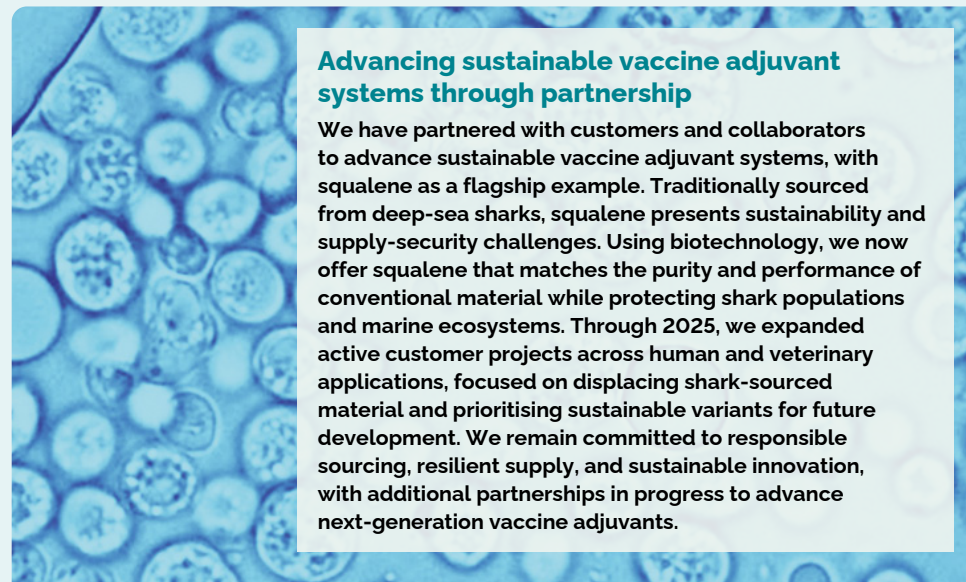 Advancing sustainable vaccine adjuvant
systems through partnership
We have partnered with customers and collaborators
to advance sustainable vaccine adjuvant systems, with
squalene as a flagship example. Traditionally sourced
from deep-sea sharks, squalene presents sustainability and
supply-security challenges. Using biotechnology, we now
offer squalene that matches the purity and performance of
conventional material while protecting shark populations
and marine ecosystems. Through 2025, we expanded
active customer projects across human and veterinary
applications, focused on displacing shark-sourced
material and prioritising sustainable variants for future
development. We remain committed to responsible
sourcing, resilient supply, and sustainable innovation,
with additional partnerships in progress to advance
next-generation vaccine adjuvants.